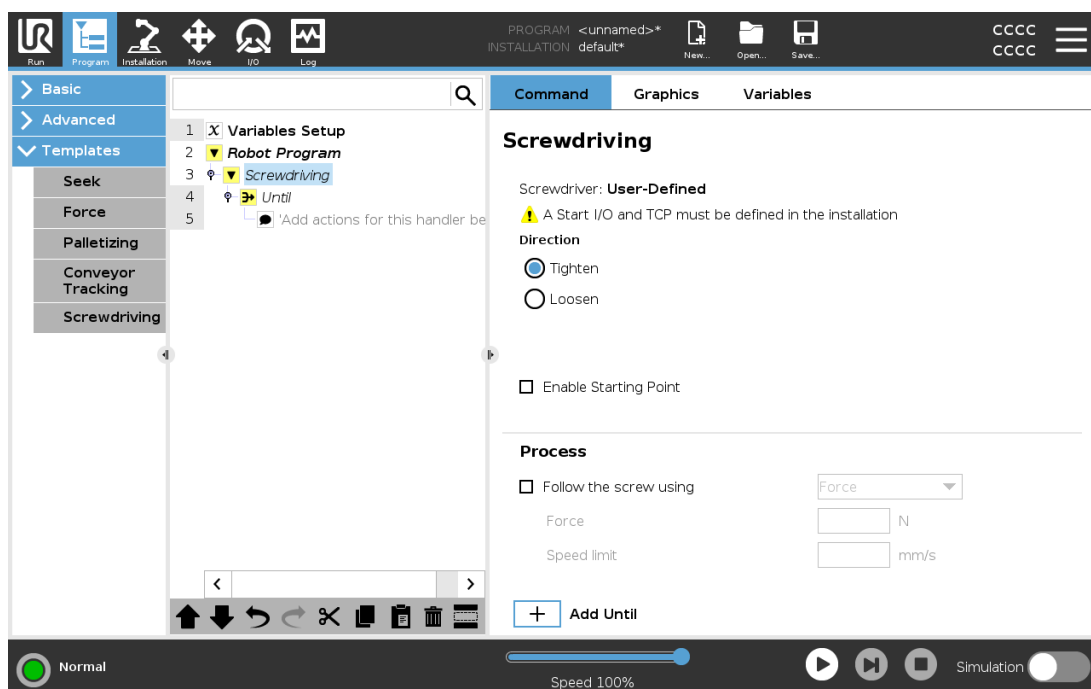 PROGRAM <unnamed>*
INSTALLATION default*
CCCC
CCCC
UR
Run
Program
Installation
Move
I/O
Log
New...
Open...
Save...
Basic
Advanced
Templates
Seek
Force
Palletizing
Conveyor
Tracking
Screwdriving
1 X Variables Setup
2 Robot Program
3 Screwdriving
4 Until
5 'Add actions for this handler be
Command Graphics Variables
Screwdriving
Screwdriver: User-Defined
A Start I/O and TCP must be defined in the installation
Direction
Tighten
Loosen
Enable Starting Point
Process
Follow the screw using Force
Force N
Speed limit mm/s
+ Add Until
Normal
Speed 100%
Simulation